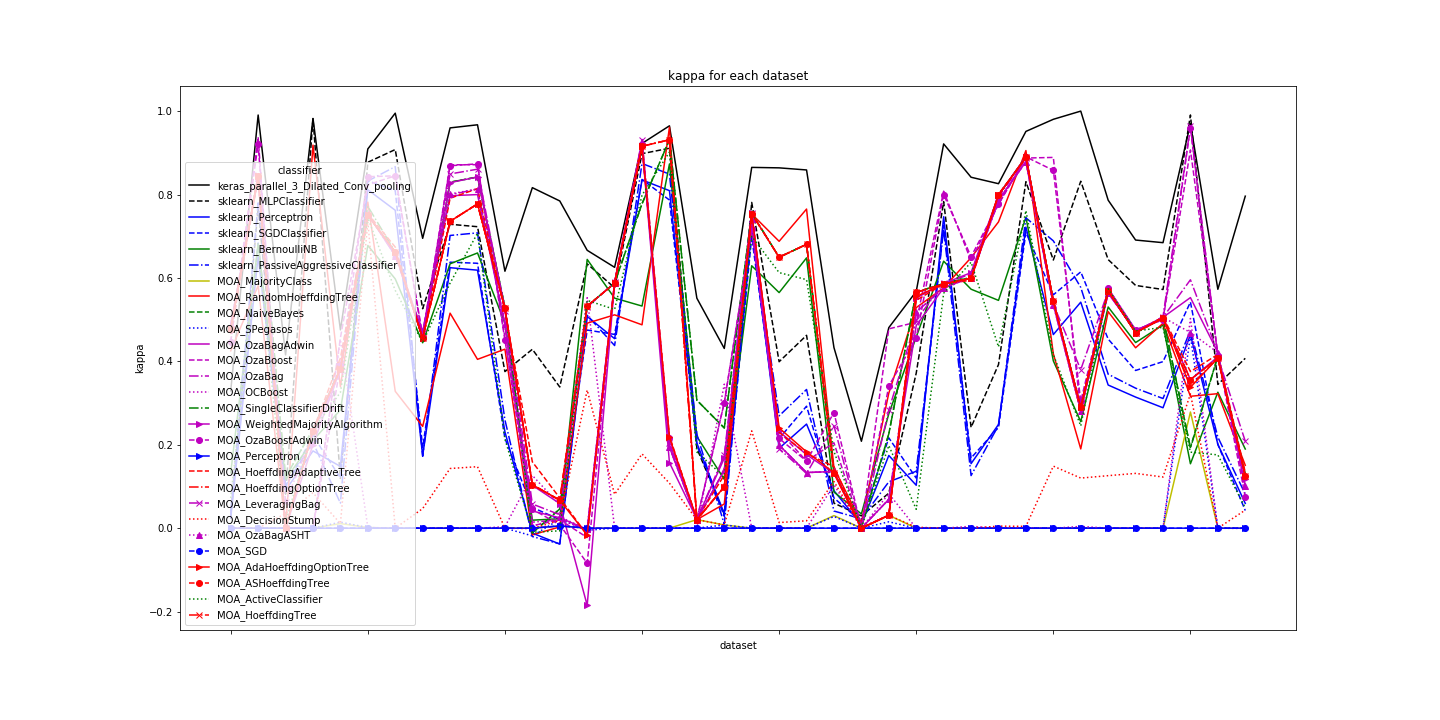 kappa for each dataset
1.0
0.8
0.6
0.4
0.2
0.0
−0.2
kappa
classifier
keras_parallel_3_Dilated_Conv_pooling
sklearn_MLPClassifier
sklearn_Perceptron
sklearn_SGDClassifier
sklearn_BernoulliNB
sklearn_PassiveAggressiveClassifier
MOA_MajorityClass
MOA_RandomHoeffdingTree
MOA_NaiveBayes
MOA_SPegasos
MOA_OzaBagAdwin
MOA_OzaBoost
MOA_OzaBag
MOA_OCBoost
MOA_SingleClassifierDrift
MOA_WeightedMajorityAlgorithm
MOA_OzaBoostAdwin
MOA_Perceptron
MOA_HoeffdingAdaptiveTree
MOA_HoeffdingOptionTree
MOA_LeveragingBag
MOA_DecisionStump
MOA_OzaBagASHT
MOA_SGD
MOA_AdaHoeffdingOptionTree
MOA_ASHoeffdingTree
MOA_ActiveClassifier
MOA_HoeffdingTree
dataset